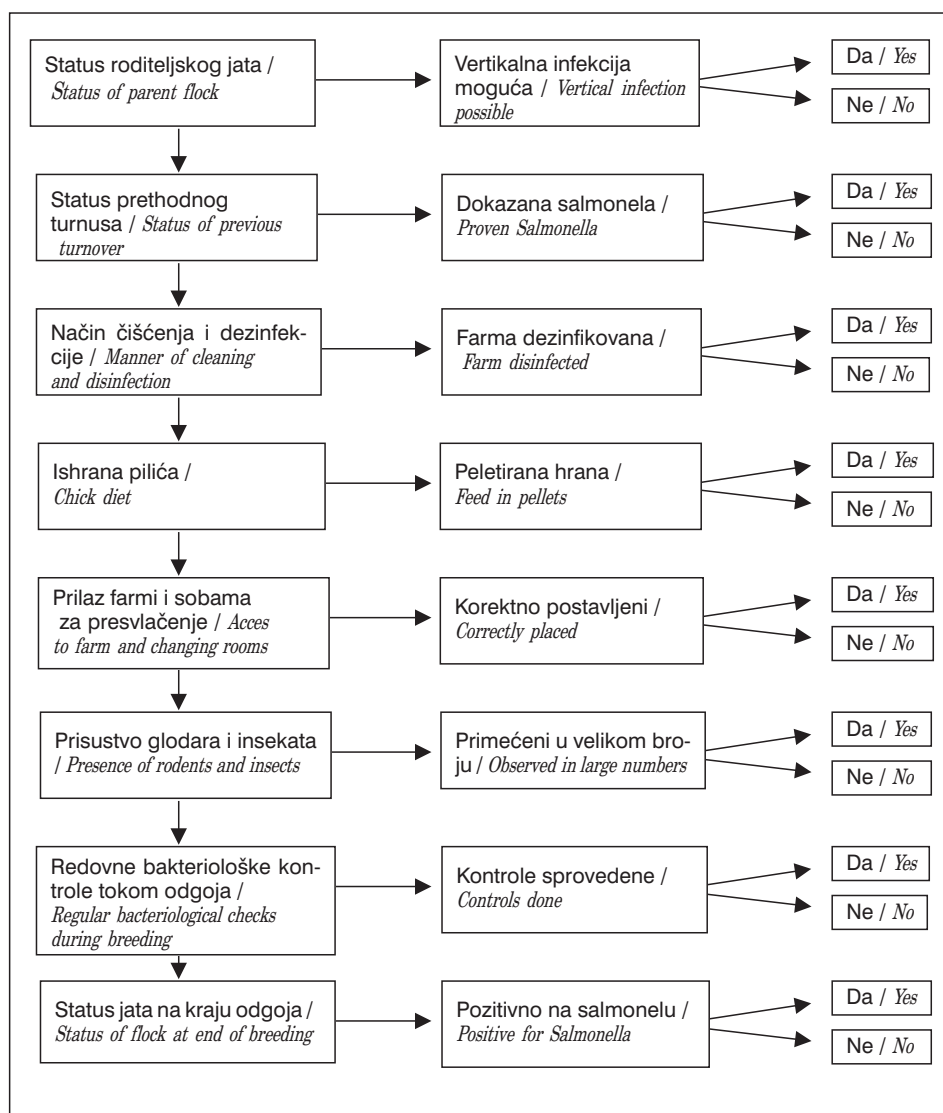 Status roditeljskog jata /
Status of parent flock
Vertikalna infekcija
moguća / Vertical infection
possible
Da / Yes
Ne / No
Status prethodnog
turnusa / Status of previous
turnover
Dokazana salmonela /
Proven Salmonella
Da / Yes
Ne / No
Način čišćenja i dezinfek-
cije / Manner of cleaning
and disinfection
Farma dezinfikovana /
Farm disinfected
Da / Yes
Ne / No
Ishrana pilića /
Chick diet
Peletirana hrana /
Feed in pellets
Da / Yes
Ne / No
Prilaz farmi i sobama
za presvlačenje / Acces
to farm and changing rooms
Korektno postavljeni /
Correctly placed
Da / Yes
Ne / No
Prisustvo glodara i insekata
/ Presence of rodents and insects
Primećeni u velikom bro-
ju / Observed in large numbers
Da / Yes
Ne / No
Redovne bakteriološke kon-
trole tokom odgoja /
Regular bacteriological checks
during breeding
Kontrole sprovedene /
Controls done
Da / Yes
Ne / No
Status jata na kraju odgoja /
Status of flock at end of breeding
Pozitivno na salmonelu /
Positive for Salmonella
Da / Yes
Ne / No